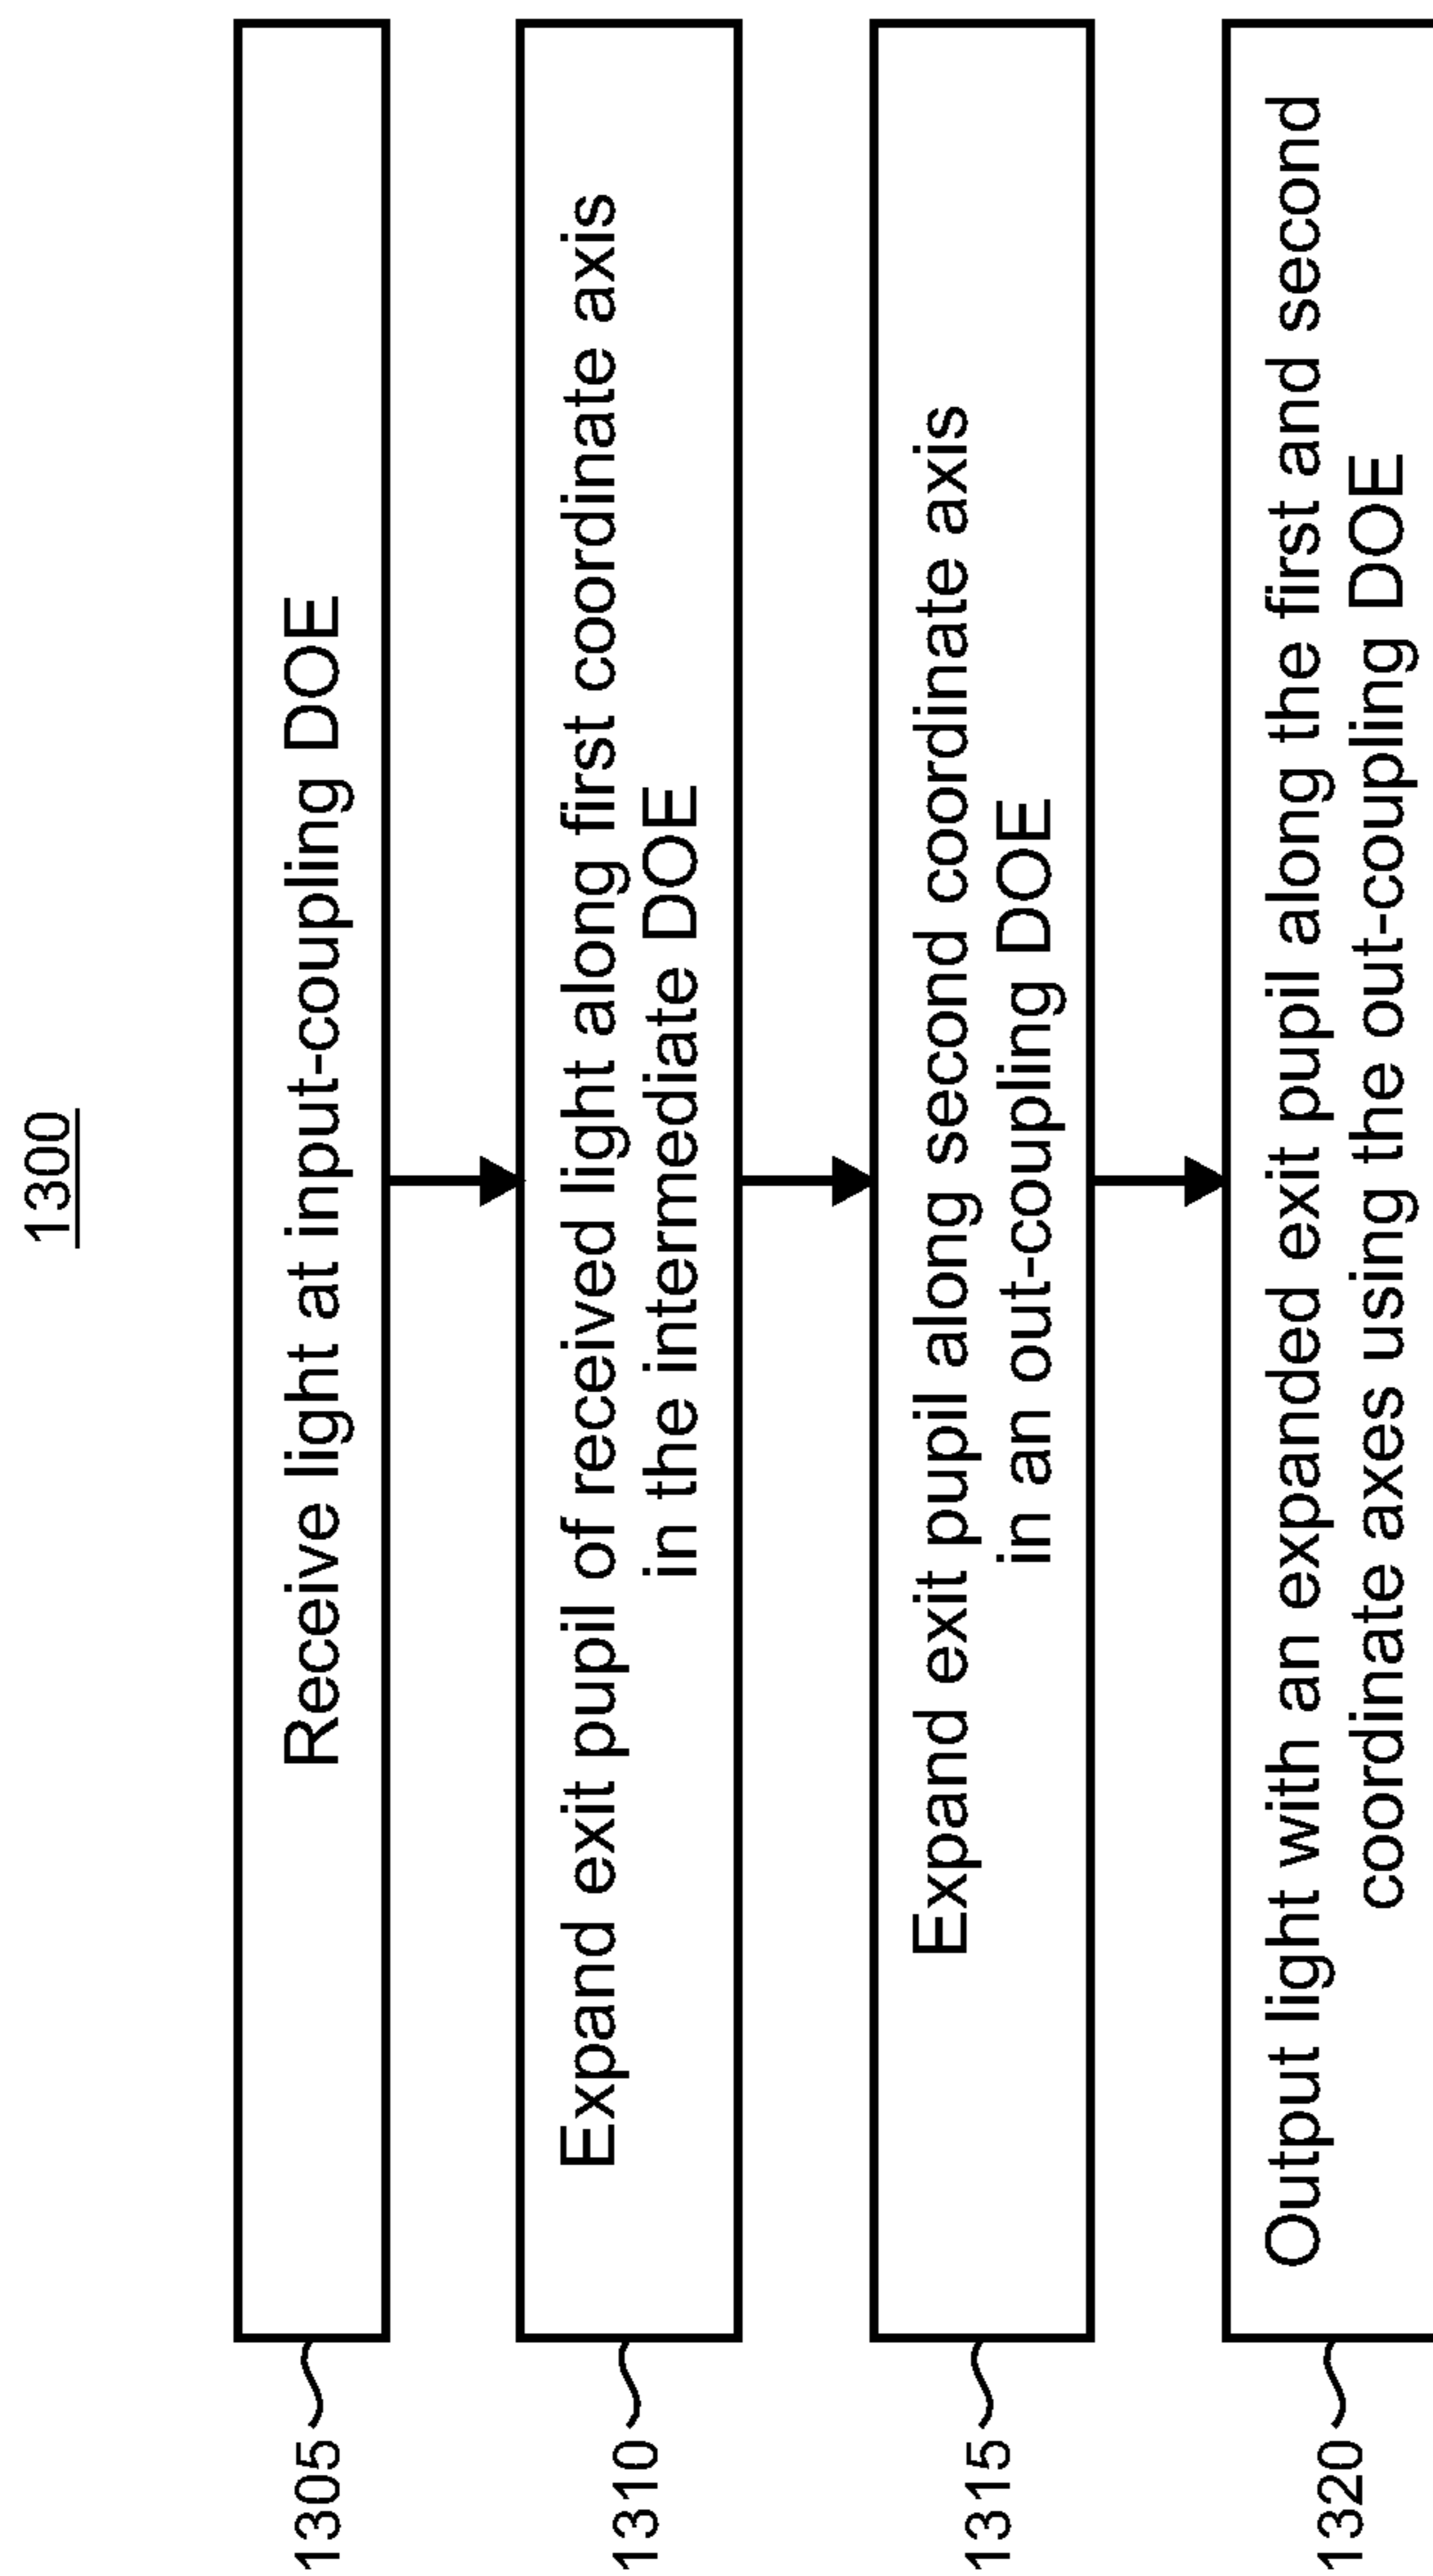 1300
1305
Receive light at input-coupling DOE
1310
Expand exit pupil of received light along first coordinate axis
in the intermediate DOE
1315
Expand exit pupil along second coordinate axis
in an out-coupling DOE
1320
Output light with an expanded exit pupil along the first and second
coordinate axes using the out-coupling DOE